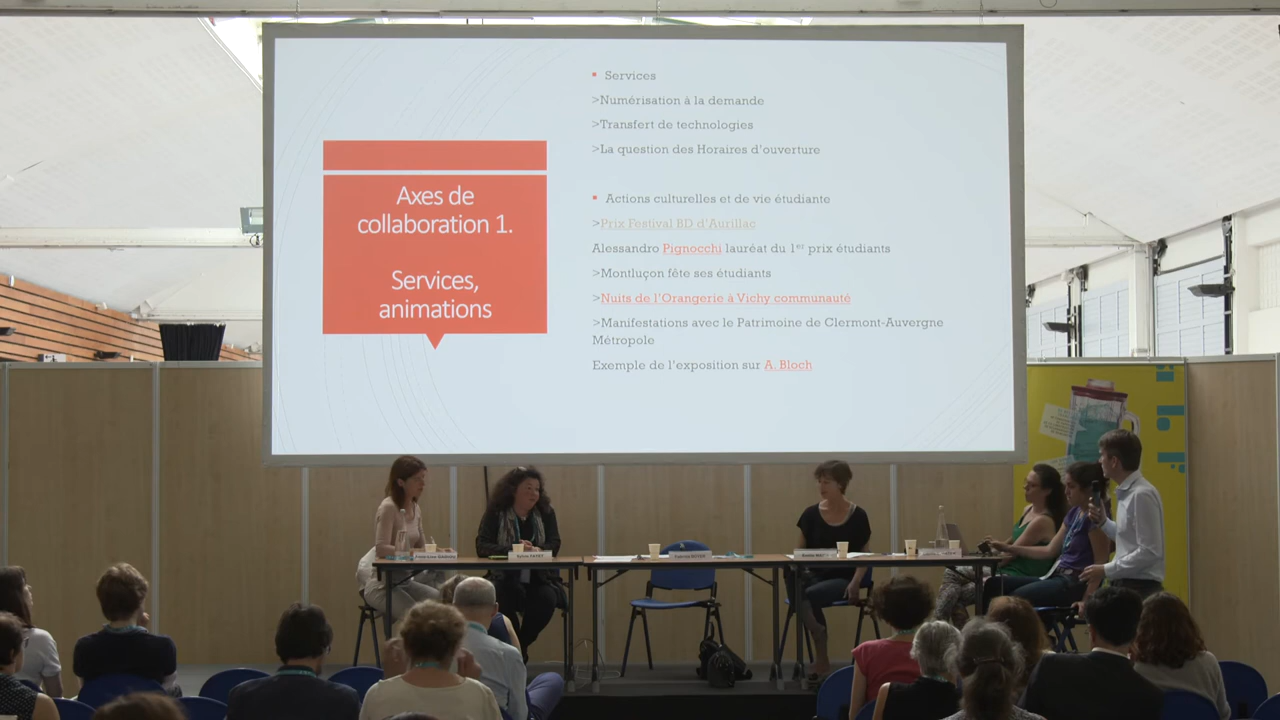 Axes de
collaboration 1.
Services,
animations
Services
>Numérisation à la demande
>Transfert de technologies
>La question des Horaires d'ouverture
Actions culturelles et de vie étudiante
>Prix Festival BD d'Aurillac
Alessandro Pignocchi lauréat du 1er prix étudiants
>Montluçon fête ses étudiants
>Nuits de l'Orangerie à Vichy communauté
>Manifestations avec le Patrimoine de Clermont-Auvergne
Métropole
Exemple de l'exposition sur A. Bloch